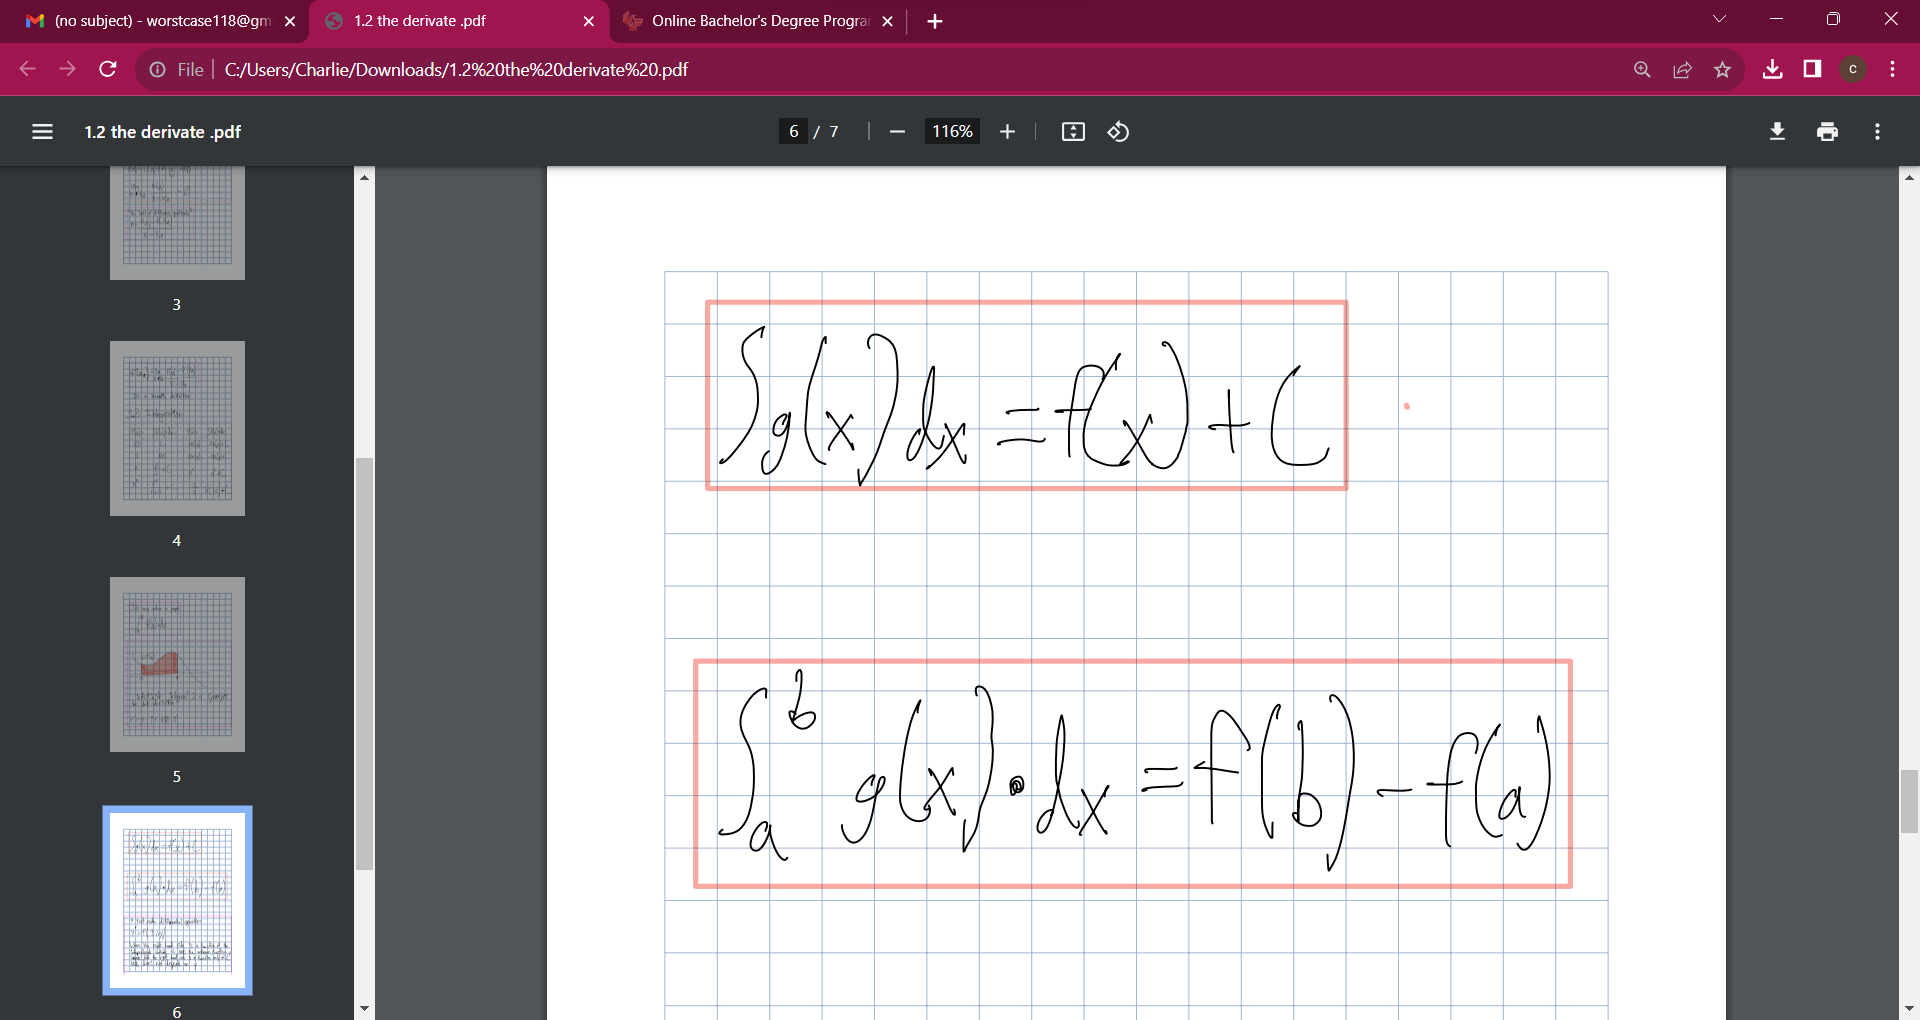 (no subject) - worstcase118@gm
1.2 the derivate .pdf
Online Bachelor's Degree Progra
File
C:/Users/Charlie/Downloads/1.2%20the%20derivate%20.pdf
c
1.2 the derivate .pdf
6 / 7
116%
3
4
5
6
∫g(x)dx = f(x) + C
∫ₐᵇ g(x)·dx = f(b) - f(a)